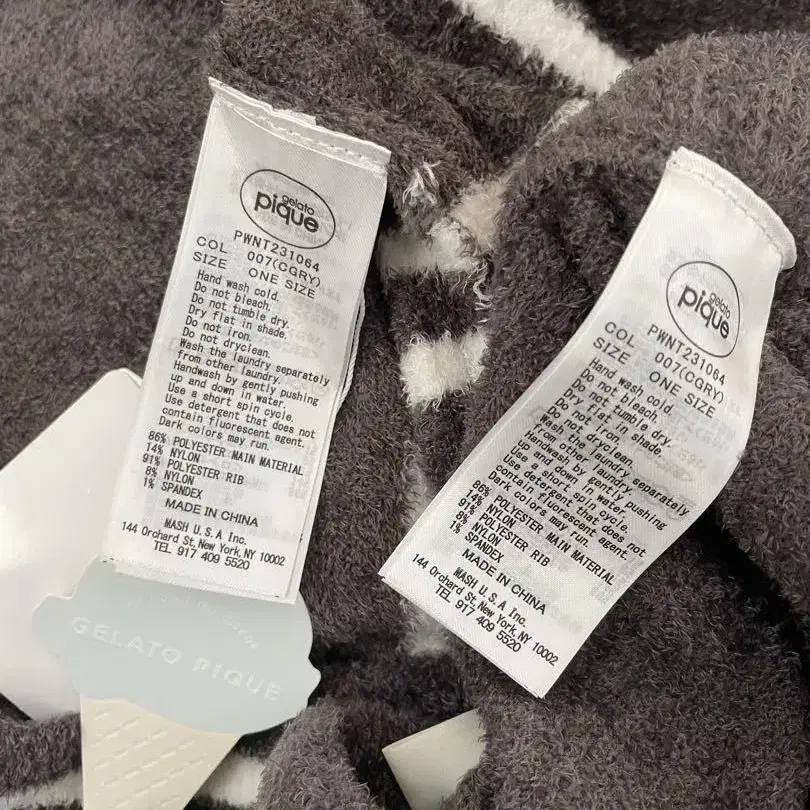 gelato
pique
PWNT231064
COL 007(CGRY)
SIZE ONE SIZE
Hand wash cold.
Do not bleach.
Do not tumble dry.
Dry flat in shade.
Do not iron.
Do not dryclean.
Wash the laundry separately
from other laundry.
Handwash by gently pushing
up and down in water.
Use a short spin cycle.
Use detergent that does not
contain fluorescent agent.
Dark colors may run.
86% POLYESTER MAIN MATERIAL
14% NYLON
91% POLYESTER RIB
8% NYLON
1% SPANDEX
MADE IN CHINA
MASH U.S.A Inc.
144 Orchard St, New York, NY 10002
TEL 917 409 5520
gelato
pique
PWNT231064
COL 007(CGRY)
SIZE ONE SIZE
Hand wash cold.
Do not bleach.
Do not tumble dry.
Dry flat in shade.
Do not iron.
Do not dryclean.
Wash the laundry separately
from other laundry.
Handwash by gently pushing
up and down in water.
Use a short spin cycle.
Use detergent that does not
contain fluorescent agent.
Dark colors may run.
86% POLYESTER MAIN MATERIAL
14% NYLON
91% POLYESTER RIB
8% NYLON
1% SPANDEX
MADE IN CHINA
MASH U.S.A Inc.
144 Orchard St, New York, NY 10002
TEL 917 409 5520
GELATO PIQUE